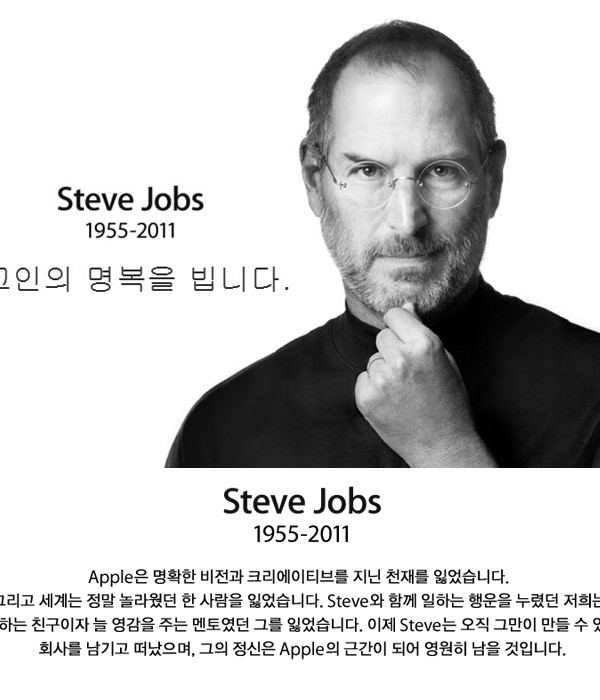 Steve Jobs
1955-2011
고인의 명복을 빕니다.
Steve Jobs
1955-2011
Apple은 명확한 비전과 크리에이티브를 지닌 천재를 잃었습니다.
그리고 세계는 정말 놀라웠던 한 사람을 잃었습니다. Steve와 함께 일하는 행운을 누렸던 저희는
하는 친구이자 늘 영감을 주는 멘토였던 그를 잃었습니다. 이제 Steve는 오직 그만이 만들 수 있
회사를 남기고 떠났으며, 그의 정신은 Apple의 근간이 되어 영원히 남을 것입니다.